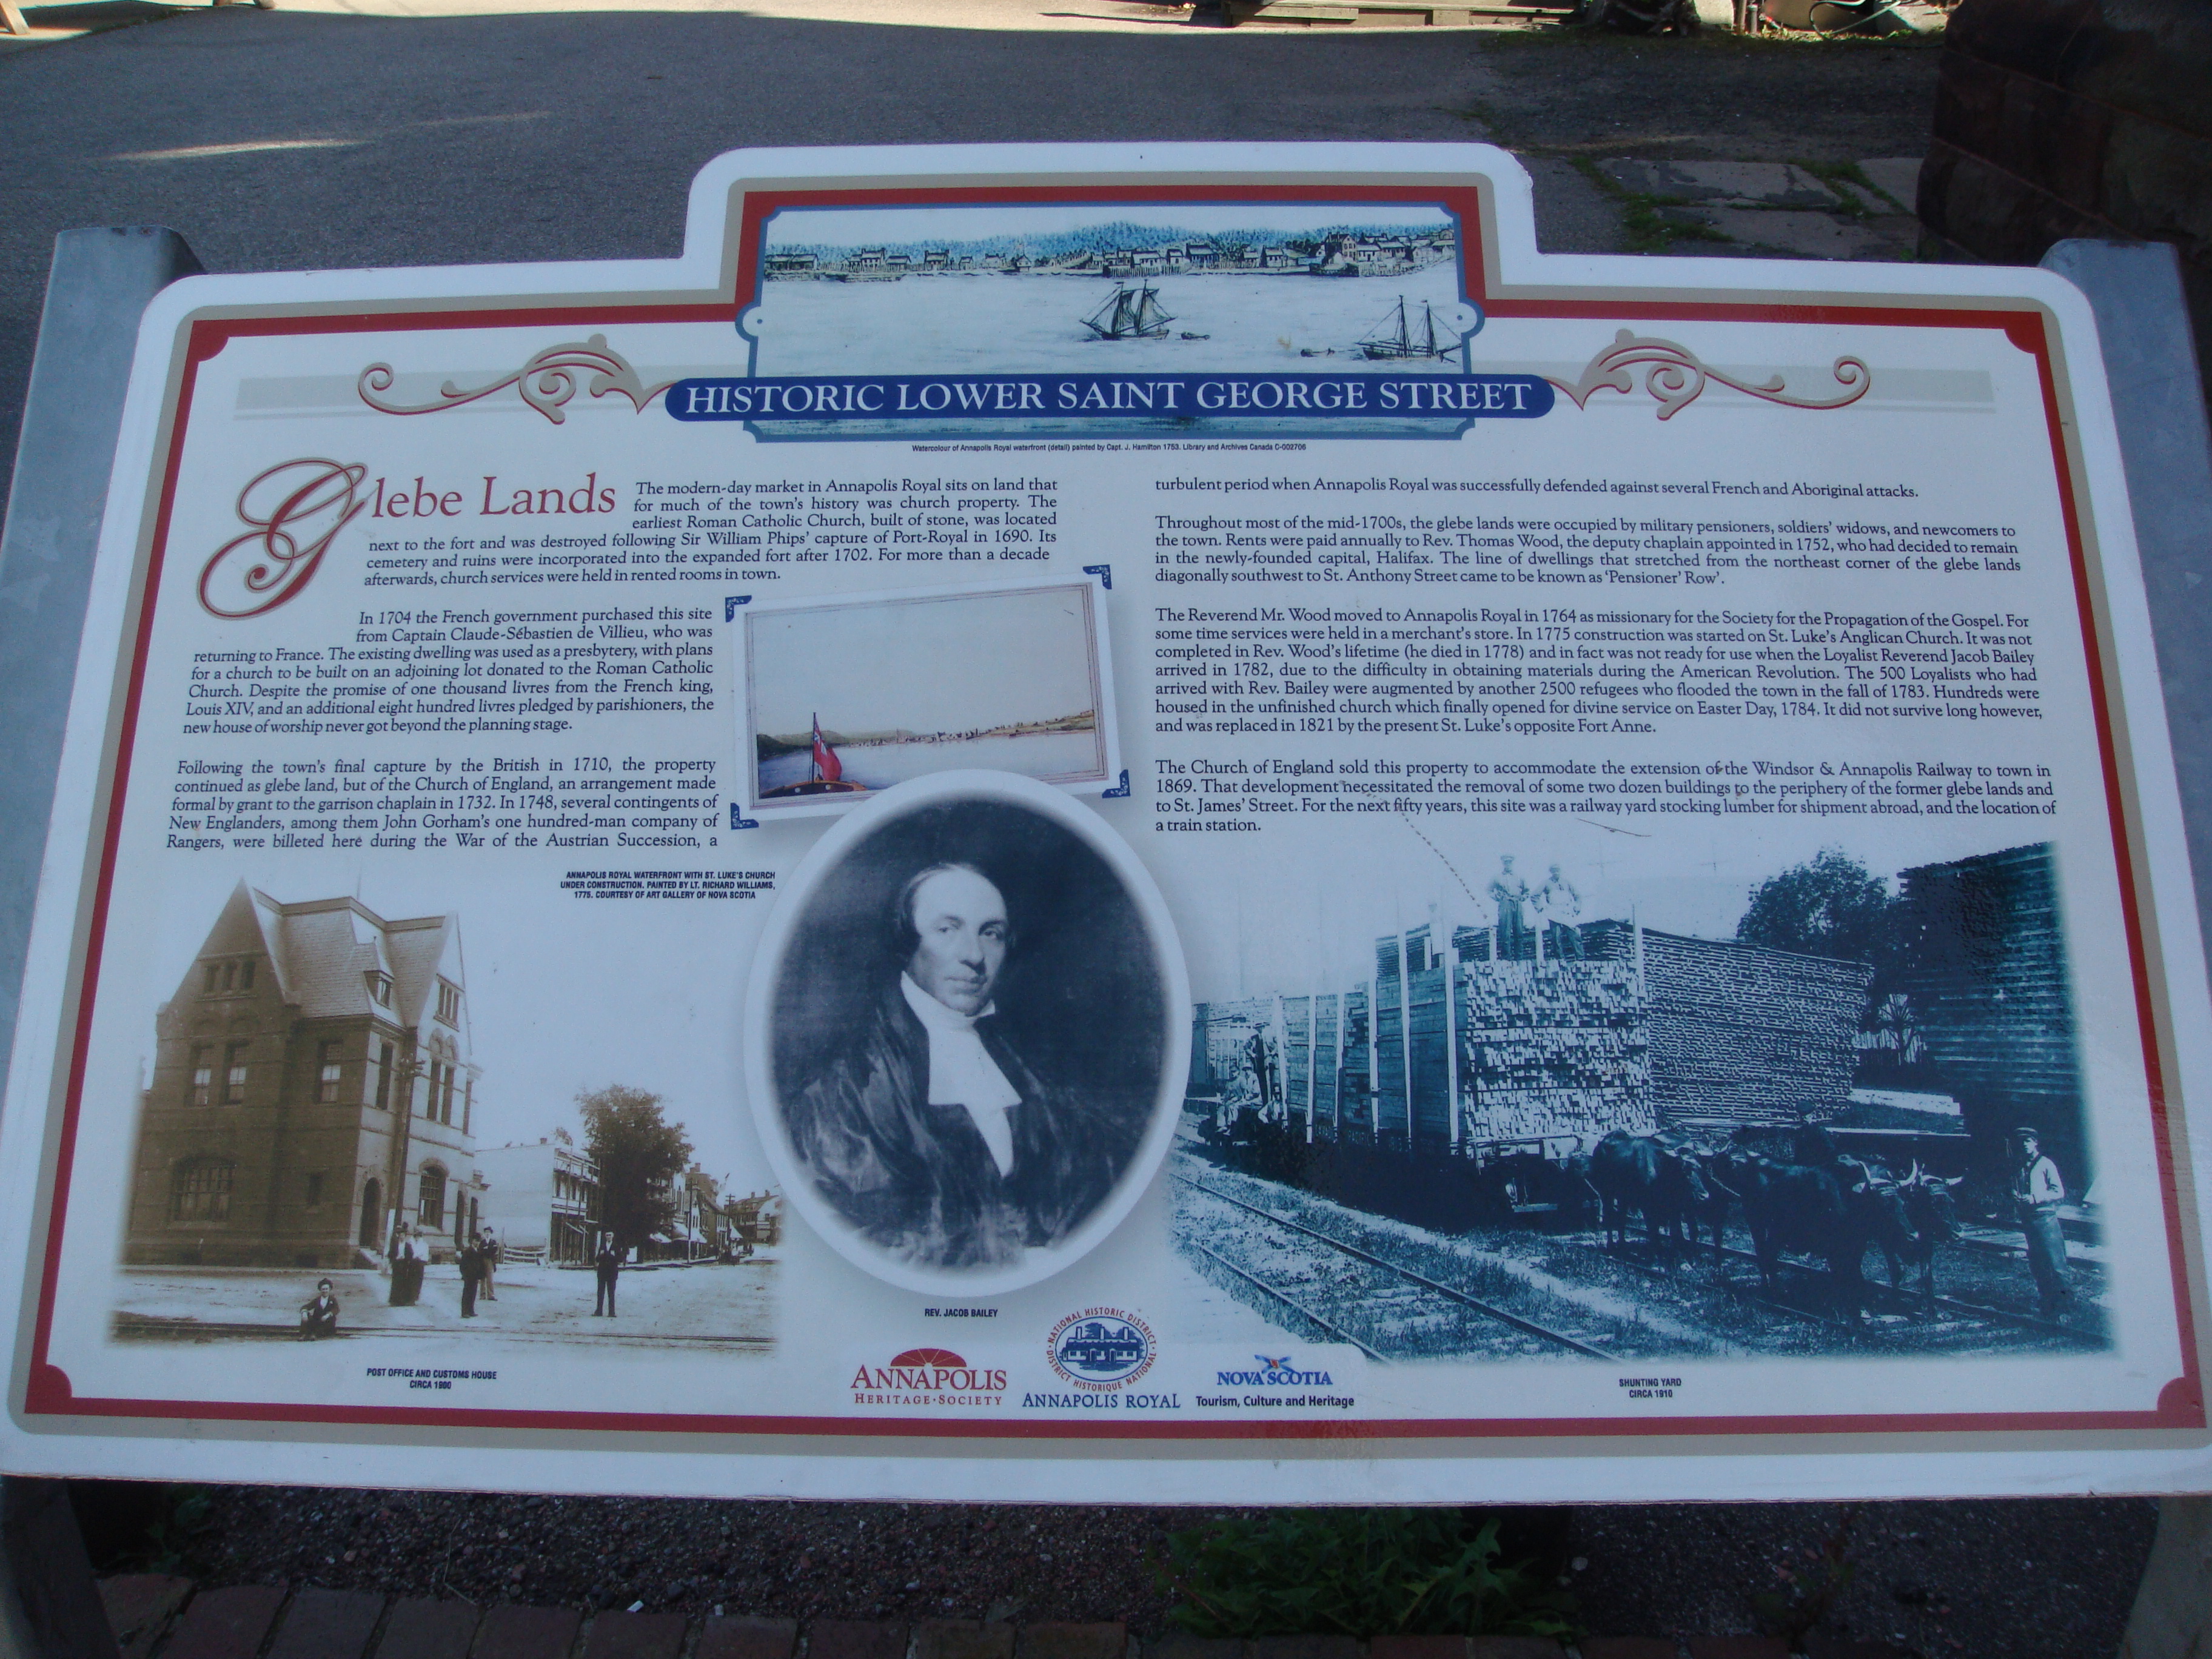 HISTORIC LOWER SAINT GEORGE STREET
Watercolour of Annapolis Royal waterfront (detail) painted by Capt. J. Hamilton 1753. Library and Archives Canada C-002706
Glebe Lands
The modern-day market in Annapolis Royal sits on land that
for much of the town's history was church property. The
earliest Roman Catholic Church, built of stone, was located
next to the fort and was destroyed following Sir William Phips' capture of Port-Royal in 1690. Its
cemetery and ruins were incorporated into the expanded fort after 1702. For more than a decade
afterwards, church services were held in rented rooms in town.
In 1704 the French government purchased this site
from Captain Claude-Sébastien de Villieu, who was
returning to France. The existing dwelling was used as a presbytery, with plans
for a church to be built on an adjoining lot donated to the Roman Catholic
Church. Despite the promise of one thousand livres from the French king,
Louis XIV, and an additional eight hundred livres pledged by parishioners, the
new house of worship never got beyond the planning stage.
Following the town's final capture by the British in 1710, the property
continued as glebe land, but of the Church of England, an arrangement made
formal by grant to the garrison chaplain in 1732. In 1748, several contingents of
New Englanders, among them John Gorham's one hundred-man company of
Rangers, were billeted here during the War of the Austrian Succession, a
turbulent period when Annapolis Royal was successfully defended against several French and Aboriginal attacks.
Throughout most of the mid-1700s, the glebe lands were occupied by military pensioners, soldiers' widows, and newcomers to
the town. Rents were paid annually to Rev. Thomas Wood, the deputy chaplain appointed in 1752, who had decided to remain
in the newly-founded capital, Halifax. The line of dwellings that stretched from the northeast corner of the glebe lands
diagonally southwest to St. Anthony Street came to be known as 'Pensioner' Row'.
The Reverend Mr. Wood moved to Annapolis Royal in 1764 as missionary for the Society for the Propagation of the Gospel. For
some time services were held in a merchant's store. In 1775 construction was started on St. Luke's Anglican Church. It was not
completed in Rev. Wood's lifetime (he died in 1778) and in fact was not ready for use when the Loyalist Reverend Jacob Bailey
arrived in 1782, due to the difficulty in obtaining materials during the American Revolution. The 500 Loyalists who had
arrived with Rev. Bailey were augmented by another 2500 refugees who flooded the town in the fall of 1783. Hundreds were
housed in the unfinished church which finally opened for divine service on Easter Day, 1784. It did not survive long however,
and was replaced in 1821 by the present St. Luke's opposite Fort Anne.
The Church of England sold this property to accommodate the extension of the Windsor & Annapolis Railway to town in
1869. That development necessitated the removal of some two dozen buildings to the periphery of the former glebe lands and
to St. James' Street. For the next fifty years, this site was a railway yard stocking lumber for shipment abroad, and the location of
a train station.
ANNAPOLIS ROYAL WATERFRONT WITH ST. LUKE'S CHURCH
UNDER CONSTRUCTION. PAINTED BY LT. RICHARD WILLIAMS,
1775. COURTESY OF ART GALLERY OF NOVA SCOTIA
POST OFFICE AND CUSTOMS HOUSE
CIRCA 1900
REV. JACOB BAILEY
ANNAPOLIS
HERITAGE • SOCIETY
NATIONAL HISTORIC DISTRICT
DISTRICT HISTORIQUE NATIONAL
ANNAPOLIS ROYAL
NOVA SCOTIA
Tourism, Culture and Heritage
SHUNTING YARD
CIRCA 1910